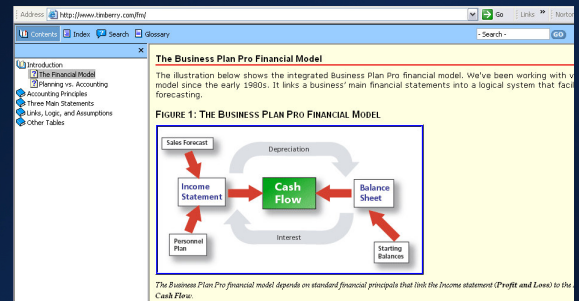 Address http://www.timberry.com/fm/ Go Links » Norton
Contents Index Search Glossary - Search - GO
Introduction
The Financial Model
Planning vs. Accounting
Accounting Principles
Three Main Statements
Links, Logic, and Assumptions
Other Tables
The Business Plan Pro Financial Model
The illustration below shows the integrated Business Plan Pro financial model. We've been working with v
model since the early 1980s. It links a business' main financial statements into a logical system that facil
forecasting.
FIGURE 1: THE BUSINESS PLAN PRO FINANCIAL MODEL
Sales Forecast
Depreciation
Income
Statement
Cash
Flow
Balance
Sheet
Interest
Personnel
Plan
Starting
Balances
The Business Plan Pro financial model depends on standard financial principals that link the Income statement (Profit and Loss) to the
Cash Flow.